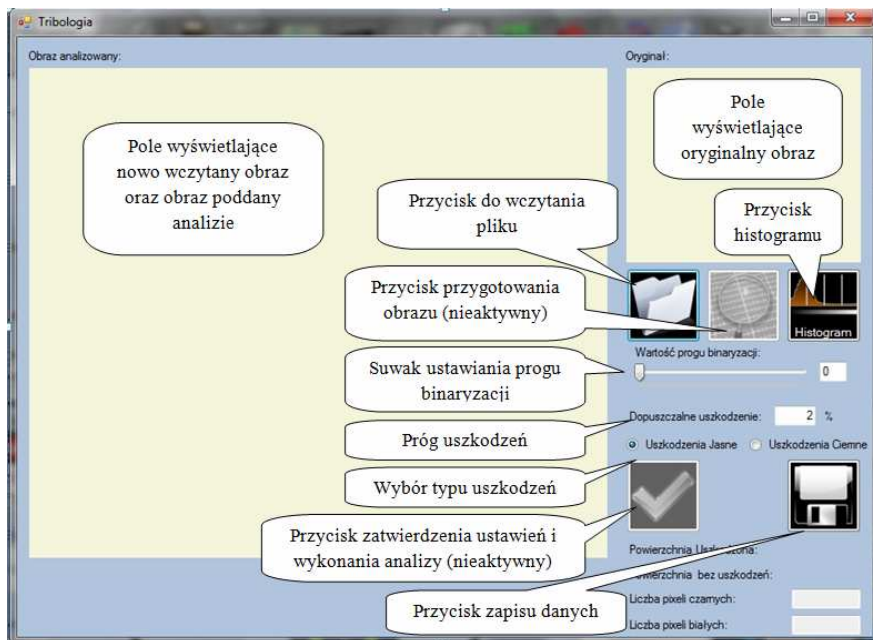 Tribologia
Obraz analizowany:
Oryginał:
Pole wyświetlające
nowo wczytany obraz
oraz obraz poddany
analizie
Pole
wyświetlające
oryginalny obraz
Przycisk do wczytania
pliku
Przycisk
histogramu
Przycisk przygotowania
obrazu (nieaktywny)
Histogram
Wartość progu binaryzacji:
0
Suwak ustawiania progu
binaryzacji
Dopuszczalne uszkodzenie: 2 %
Próg uszkodzeń
Uszkodzenia Jasne Uszkodzenia Ciemne
Wybór typu uszkodzeń
Przycisk zatwierdzenia ustawień i
wykonania analizy (nieaktywny)
Powierzchnia Uszkodzona:
Powierzchnia bez uszkodzeń:
Przycisk zapisu danych
Liczba pixeli czarnych:
Liczba pixeli białych: